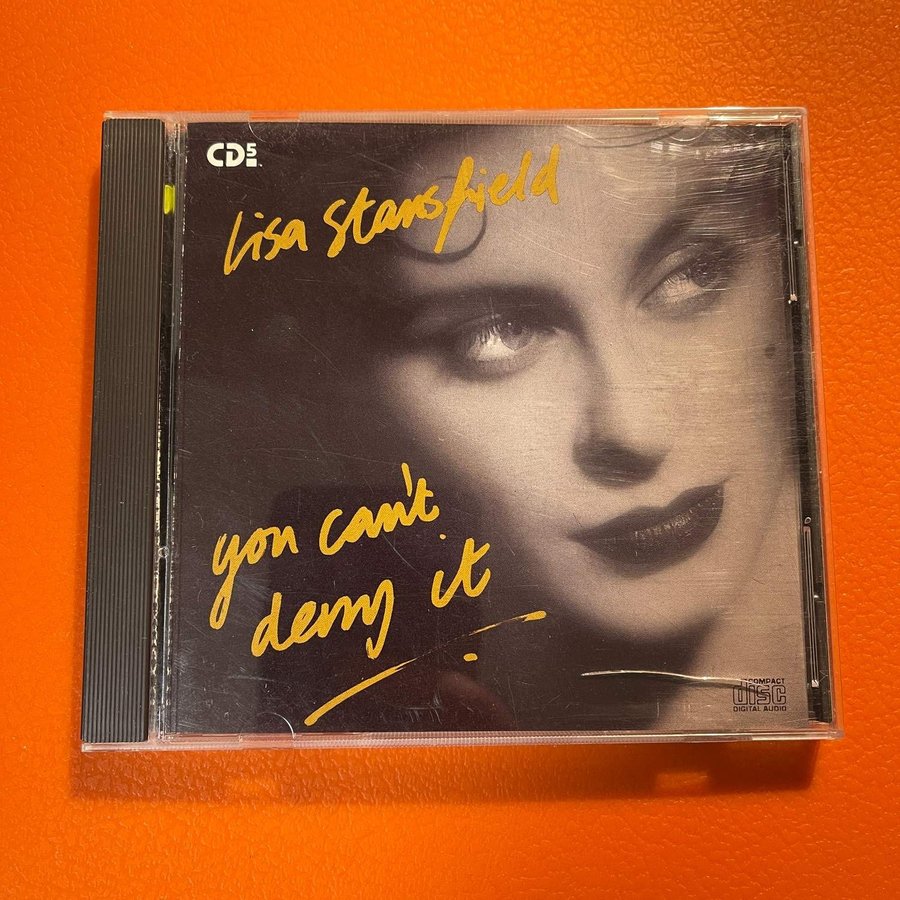 CD5
Lisa Stansfield
you can't
deny it
COMPACT
disc
DIGITAL AUDIO